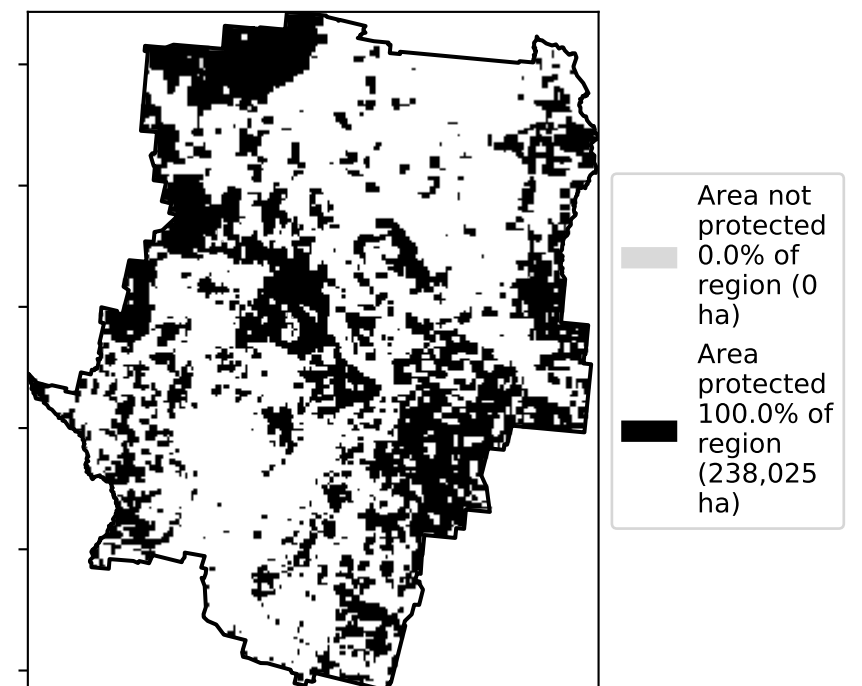 Area not
protected
0.0% of
region (0
ha)
Area
protected
100.0% of
region
(238,025
ha)